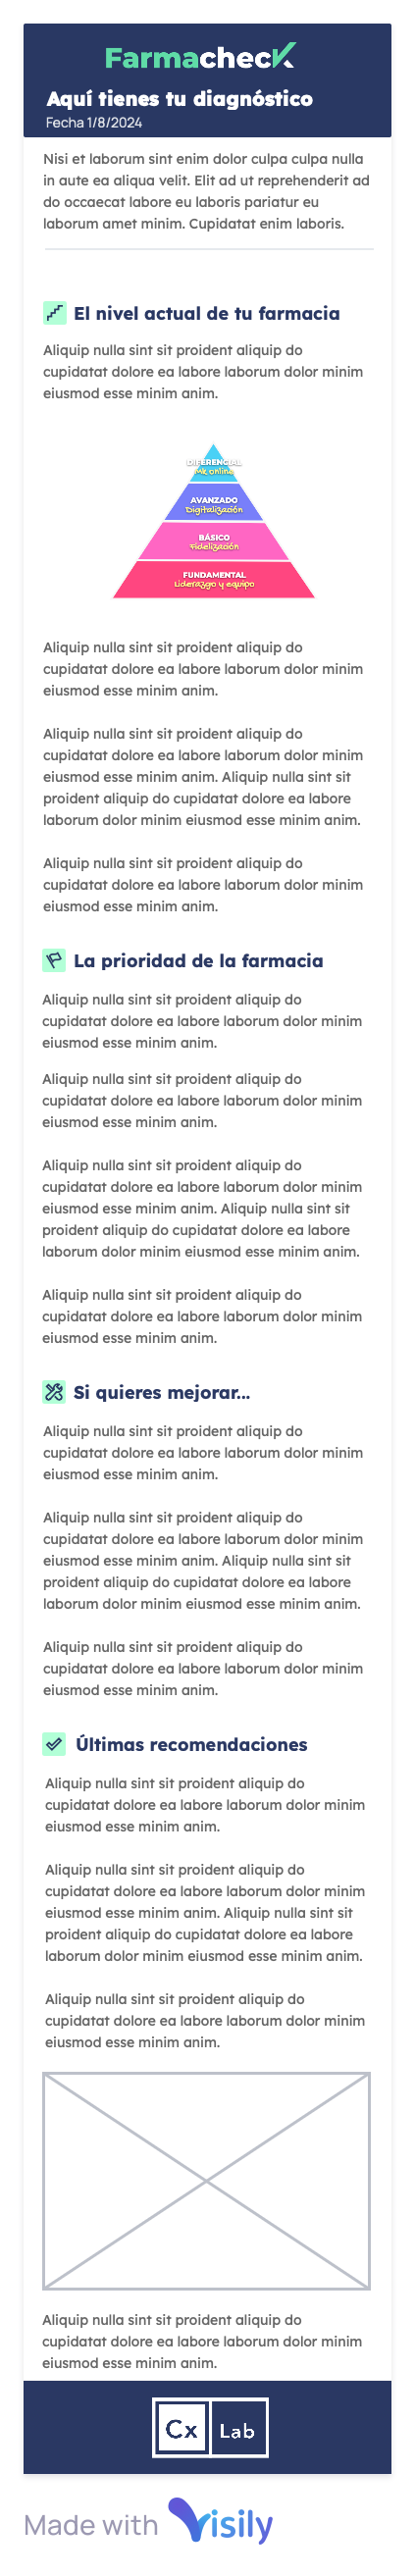 Farmacheck
Aquí tienes tu diagnóstico
Fecha 1/8/2024
Nisi et laborum sint enim dolor culpa culpa nulla
in aute ea aliqua velit. Elit ad ut reprehenderit ad
do occaecat labore eu laboris pariatur eu
laborum amet minim. Cupidatat enim laboris.
El nivel actual de tu farmacia
Aliquip nulla sint sit proident aliquip do
cupidatat dolore ea labore laborum dolor minim
eiusmod esse minim anim.
DIFERENCIAL
Mk online
AVANZADO
Digitalización
BÁSICO
Fidelización
FUNDAMENTAL
Liderazgo y equipo
Aliquip nulla sint sit proident aliquip do
cupidatat dolore ea labore laborum dolor minim
eiusmod esse minim anim.
Aliquip nulla sint sit proident aliquip do
cupidatat dolore ea labore laborum dolor minim
eiusmod esse minim anim. Aliquip nulla sint sit
proident aliquip do cupidatat dolore ea labore
laborum dolor minim eiusmod esse minim anim.
Aliquip nulla sint sit proident aliquip do
cupidatat dolore ea labore laborum dolor minim
eiusmod esse minim anim.
La prioridad de la farmacia
Aliquip nulla sint sit proident aliquip do
cupidatat dolore ea labore laborum dolor minim
eiusmod esse minim anim.
Aliquip nulla sint sit proident aliquip do
cupidatat dolore ea labore laborum dolor minim
eiusmod esse minim anim.
Aliquip nulla sint sit proident aliquip do
cupidatat dolore ea labore laborum dolor minim
eiusmod esse minim anim. Aliquip nulla sint sit
proident aliquip do cupidatat dolore ea labore
laborum dolor minim eiusmod esse minim anim.
Aliquip nulla sint sit proident aliquip do
cupidatat dolore ea labore laborum dolor minim
eiusmod esse minim anim.
Si quieres mejorar...
Aliquip nulla sint sit proident aliquip do
cupidatat dolore ea labore laborum dolor minim
eiusmod esse minim anim.
Aliquip nulla sint sit proident aliquip do
cupidatat dolore ea labore laborum dolor minim
eiusmod esse minim anim. Aliquip nulla sint sit
proident aliquip do cupidatat dolore ea labore
laborum dolor minim eiusmod esse minim anim.
Aliquip nulla sint sit proident aliquip do
cupidatat dolore ea labore laborum dolor minim
eiusmod esse minim anim.
Últimas recomendaciones
Aliquip nulla sint sit proident aliquip do
cupidatat dolore ea labore laborum dolor minim
eiusmod esse minim anim.
Aliquip nulla sint sit proident aliquip do
cupidatat dolore ea labore laborum dolor minim
eiusmod esse minim anim. Aliquip nulla sint sit
proident aliquip do cupidatat dolore ea labore
laborum dolor minim eiusmod esse minim anim.
Aliquip nulla sint sit proident aliquip do
cupidatat dolore ea labore laborum dolor minim
eiusmod esse minim anim.
Aliquip nulla sint sit proident aliquip do
cupidatat dolore ea labore laborum dolor minim
eiusmod esse minim anim.
Cx Lab
Made with Visily